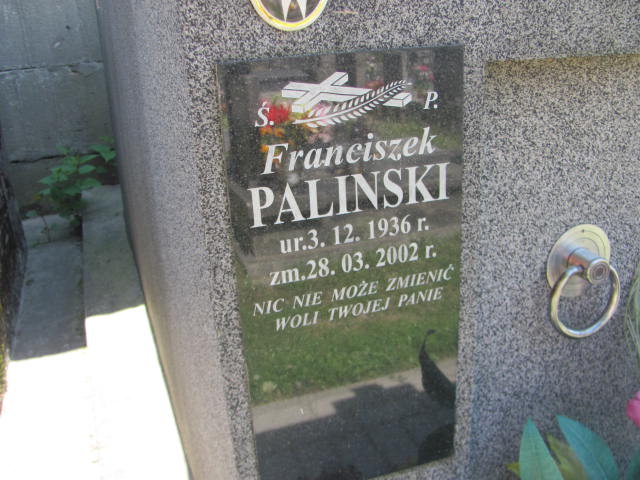 Ś. P.
Franciszek
PALINSKI
ur.3. 12. 1936 r.
zm.28. 03. 2002 r.
NIC NIE MOŻE ZMIENIĆ
WOLI TWOJEJ PANIE